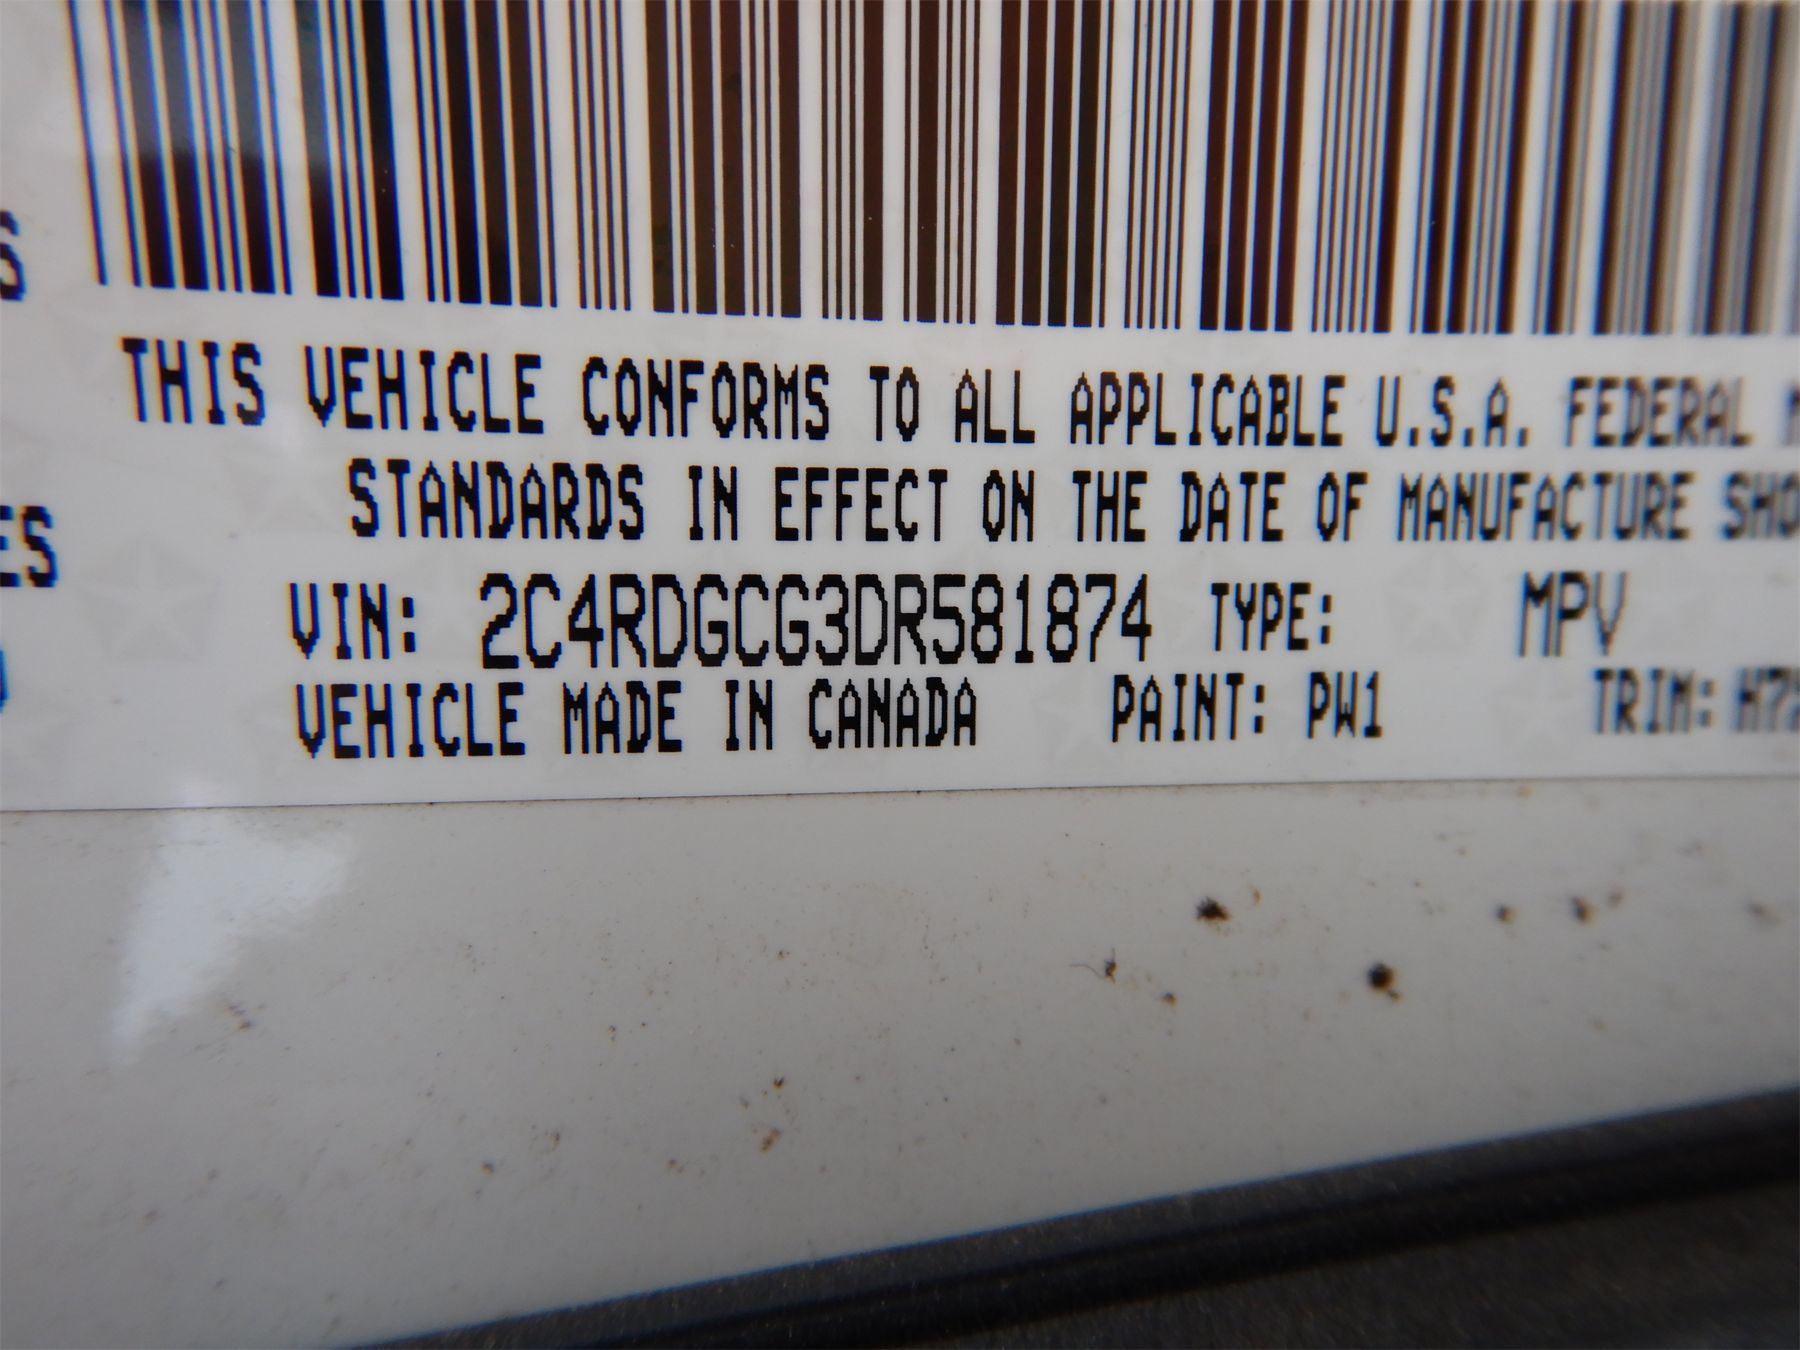 THIS VEHICLE CONFORMS TO ALL APPLICABLE U.S.A. FEDERAL
STANDARDS IN EFFECT ON THE DATE OF MANUFACTURE SHO
VIN: 2C4RDGCG3DR581874 TYPE: MPV
VEHICLE MADE IN CANADA PAINT: PW1 TRIM: